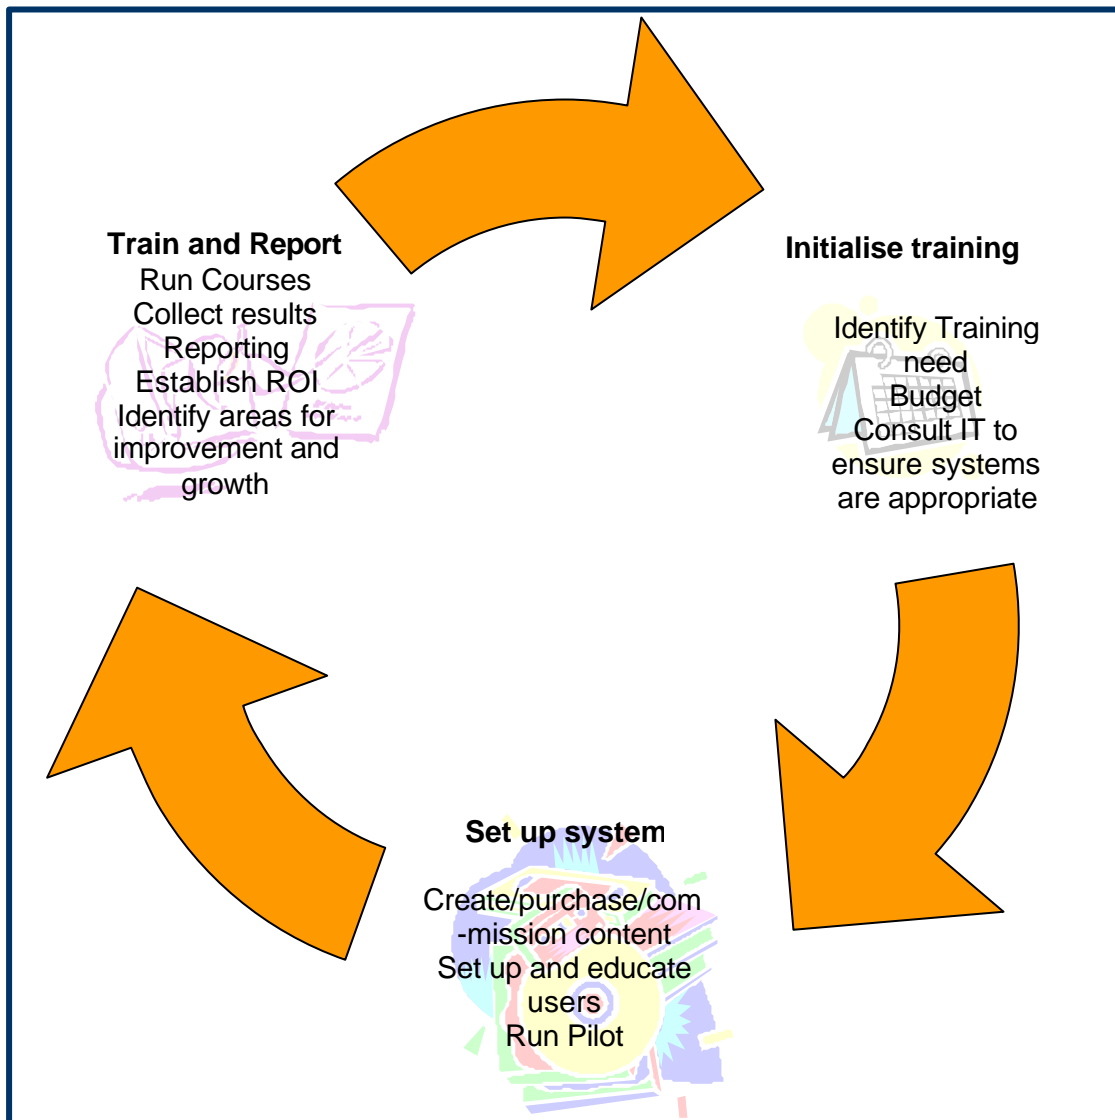 Train and Report
Run Courses
Collect results
Reporting
Establish ROI
Identify areas for
improvement and
growth
Initialise training
Identify Training
need
Budget
Consult IT to
ensure systems
are appropriate
Set up system
Create/purchase/com
-mission content
Set up and educate
users
Run Pilot